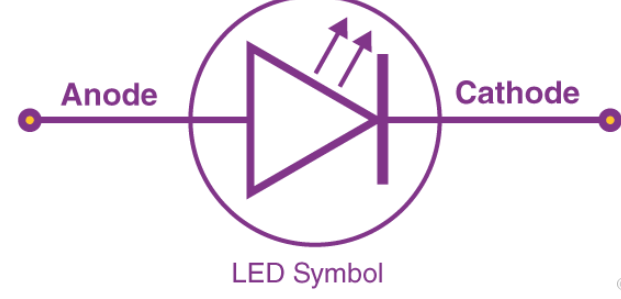 Anode
Cathode
LED Symbol